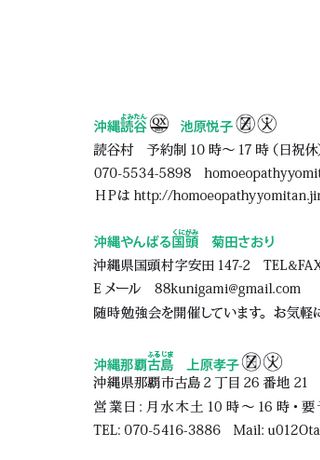 沖縄読谷 QX 池原悦子
よみたん
読谷村 予約制 10 時～ 17 時（日祝休
070-5534-5898 homoeopathyyomit
ＨＰは http://homoeopathyyomitan.jim
沖縄やんばる国頭 菊田さおり
くにがみ
沖縄県国頭村字安田 147-2 TEL&FAX
E メール 88kunigami@gmail.com
随時勉強会を開催しています。お気軽に
沖縄那覇古島 上原孝子
ふるじま
沖縄県那覇市古島 2 丁目 26 番地 21
営業日 : 月水木土 10 時～ 16 時・要
TEL: 070-5416-3886 Mail: u012Ota